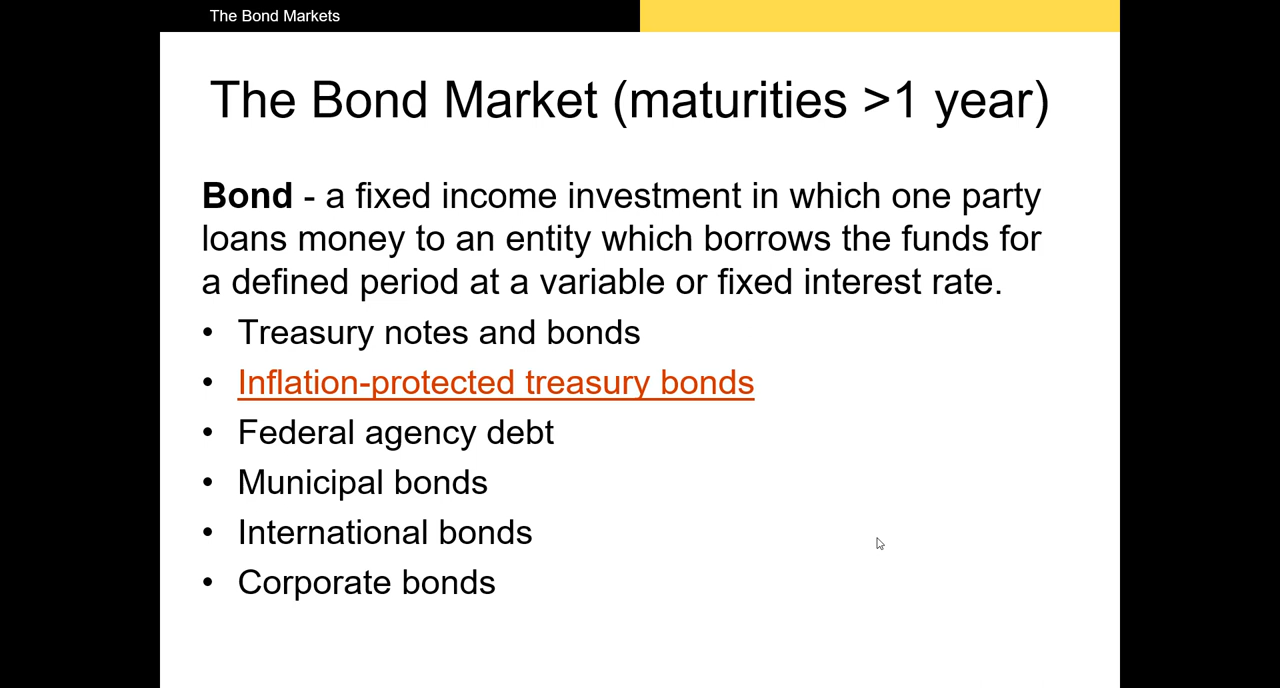 The Bond Markets
The Bond Market (maturities >1 year)
Bond - a fixed income investment in which one party
loans money to an entity which borrows the funds for
a defined period at a variable or fixed interest rate.
• Treasury notes and bonds
• Inflation-protected treasury bonds
• Federal agency debt
• Municipal bonds
• International bonds
• Corporate bonds